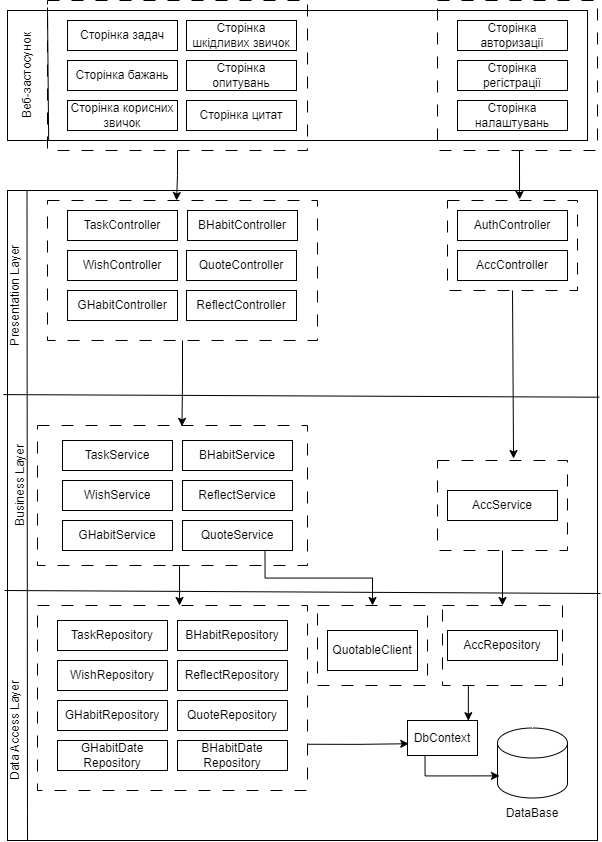 Веб-застосунок
Сторінка задач
Сторінка
шкідливих звичок
Сторінка бажань
Сторінка
опитувань
Сторінка корисних
звичок
Сторінка цитат
Сторінка
авторизації
Сторінка
регістрації
Сторінка
налаштувань
Presentation Layer
TaskController
BHabitController
WishController
QuoteController
GHabitController
ReflectController
AuthController
AccController
Business Layer
TaskService
BHabitService
WishService
ReflectService
GHabitService
QuoteService
AccService
Data Access Layer
TaskRepository
BHabitRepository
WishRepository
ReflectRepository
GHabitRepository
QuoteRepository
GHabitDate
Repository
BHabitDate
Repository
QuotableClient
AccRepository
DbContext
DataBase